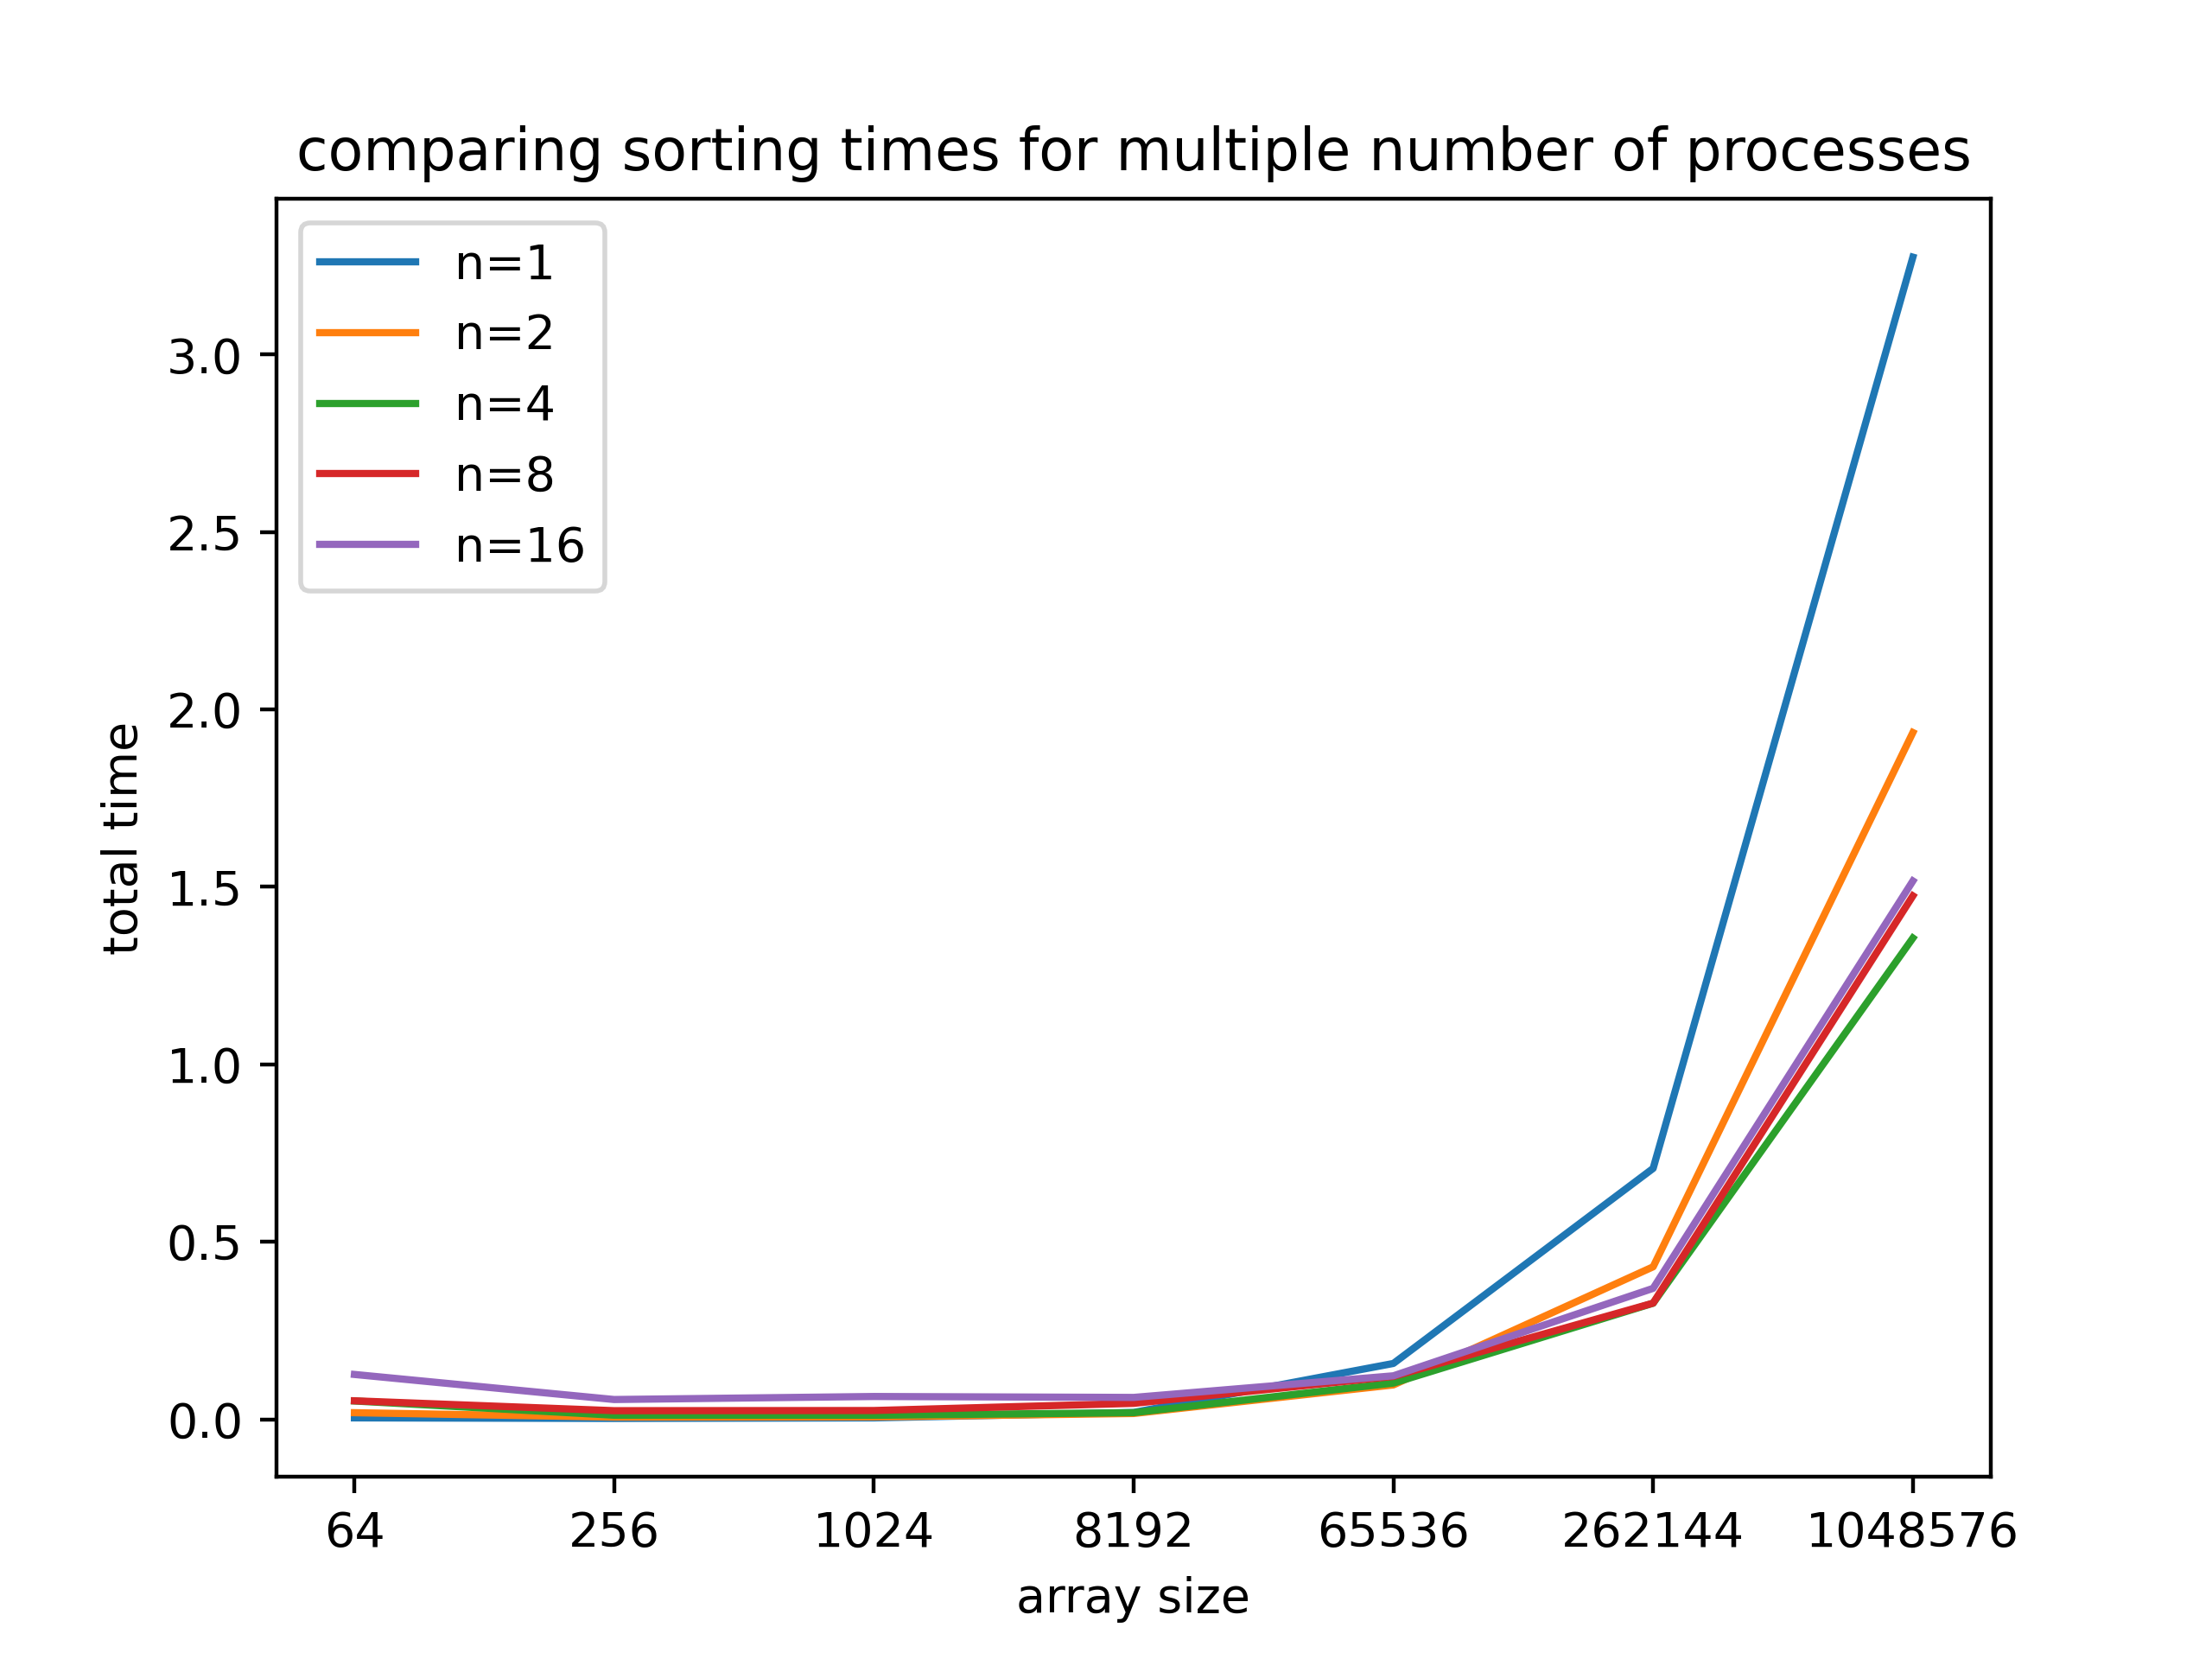 comparing sorting times for multiple number of processes
n=1
n=2
n=4
n=8
n=16
3.0
2.5
2.0
1.5
1.0
0.5
0.0
total time
64 256 1024 8192 65536 262144 1048576
array size